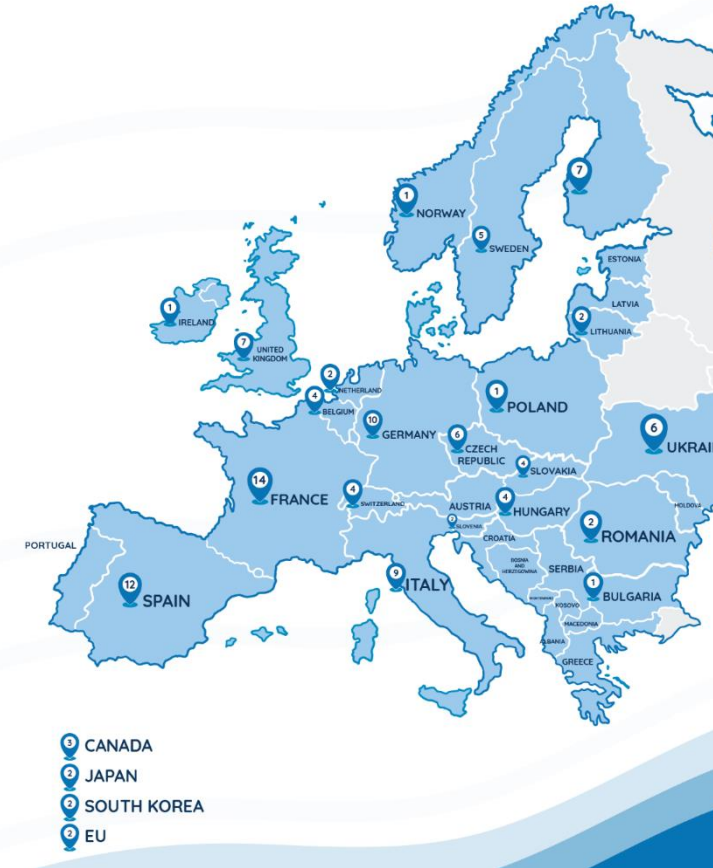 7
1
NORWAY
5
SWEDEN
ESTONIA
LATVIA
1
IRELAND
2
LITHUANIA
7
UNITED
KINGDOM
2
NETHERLAND
4
BELGIUM
1
POLAND
10
GERMANY
6
CZECH
REPUBLIC
6
UKRAI
4
SLOVAKIA
14
FRANCE
4
SWITZERLAND
AUSTRIA
4
HUNGARY
MOLDOVA
SLOVENIA
2
ROMANIA
CROATIA
PORTUGAL
BOSNIA
AND
HERZEGOWINA
SERBIA
9
ITALY
12
SPAIN
1
BULGARIA
KOSOVO
MACEDONIA
ALBANIA
GREECE
3 CANADA
2 JAPAN
2 SOUTH KOREA
2 EU